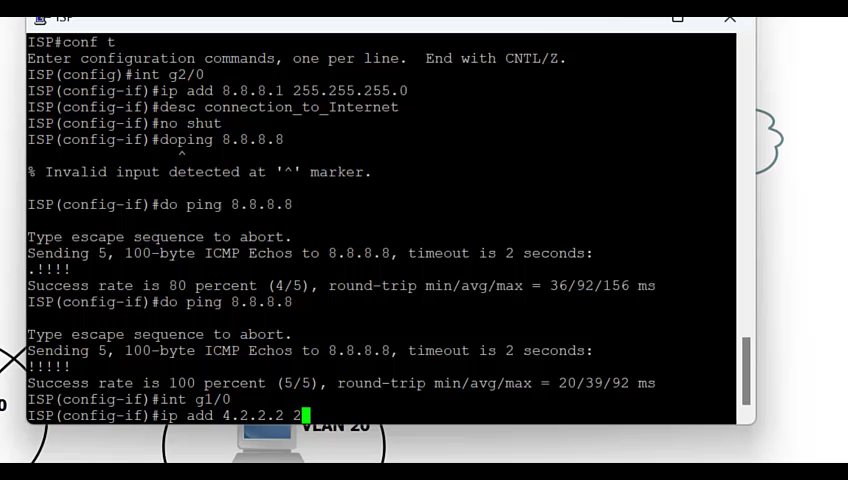 ISP
ISP#conf t
Enter configuration commands, one per line.  End with CNTL/Z.
ISP(config)#int g2/0
ISP(config-if)#ip add 8.8.8.1 255.255.255.0
ISP(config-if)#desc connection_to_Internet
ISP(config-if)#no shut
ISP(config-if)#doping 8.8.8.8
^
% Invalid input detected at '^' marker.
ISP(config-if)#do ping 8.8.8.8
Type escape sequence to abort.
Sending 5, 100-byte ICMP Echos to 8.8.8.8, timeout is 2 seconds:
.!!!!
Success rate is 80 percent (4/5), round-trip min/avg/max = 36/92/156 ms
ISP(config-if)#do ping 8.8.8.8
Type escape sequence to abort.
Sending 5, 100-byte ICMP Echos to 8.8.8.8, timeout is 2 seconds:
!!!!!
Success rate is 100 percent (5/5), round-trip min/avg/max = 20/39/92 ms
ISP(config-if)#int g1/0
ISP(config-if)#ip add 4.2.2.2 2
0
VLAN 20